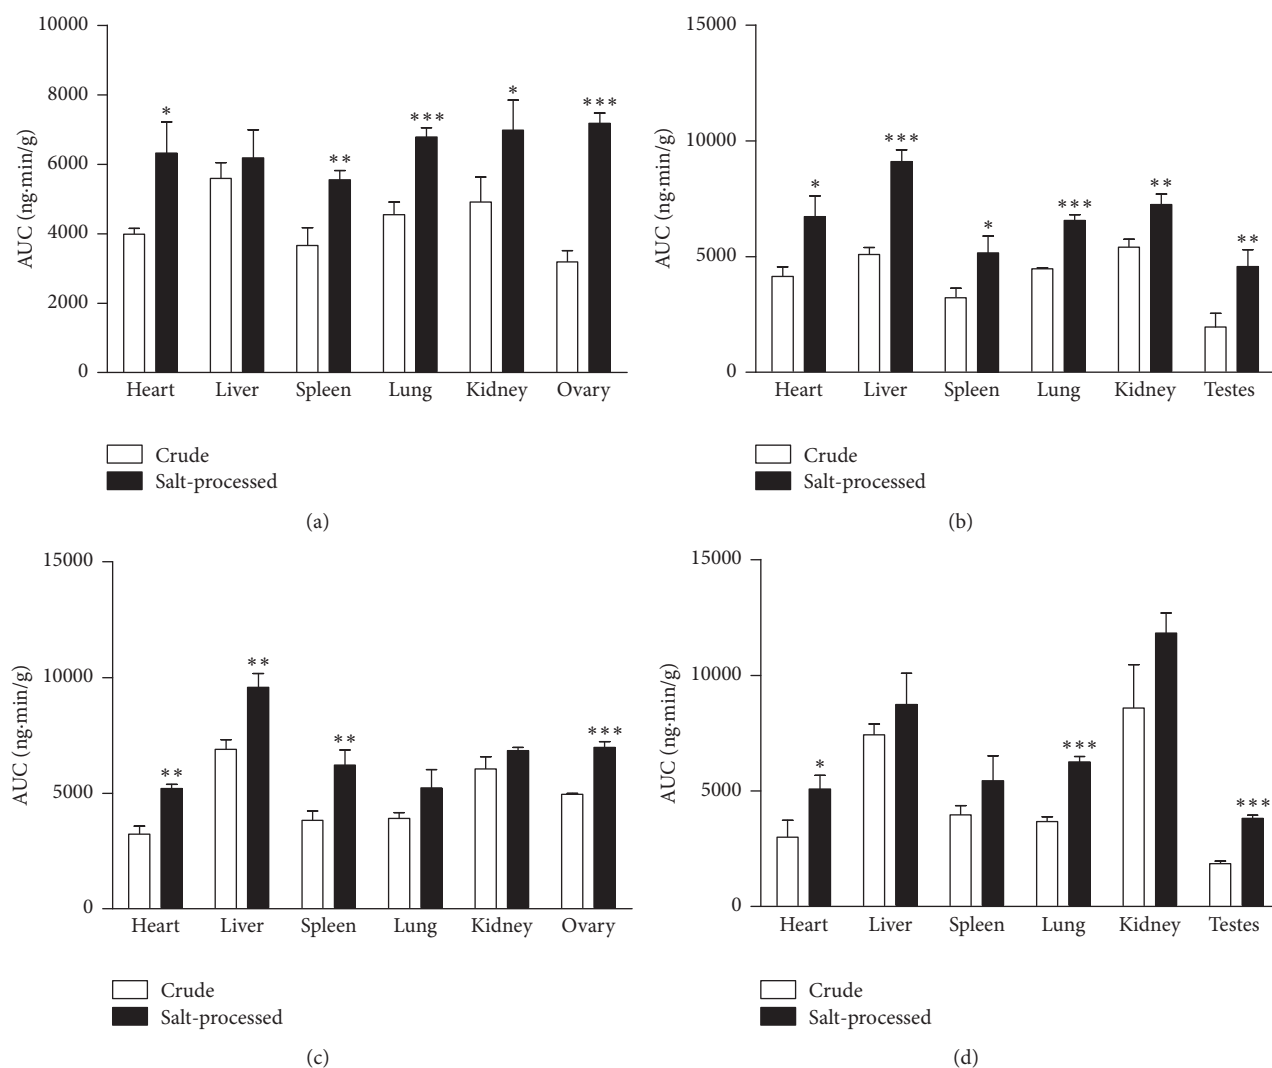 10000
8000
6000
4000
2000
0
AUC (ng·min/g)
*
**
***
*
***
Heart Liver Spleen Lung Kidney Ovary
Crude
Salt-processed
(a)
15000
10000
5000
0
AUC (ng·min/g)
*
***
*
***
**
**
Heart Liver Spleen Lung Kidney Testes
Crude
Salt-processed
(b)
15000
10000
5000
0
AUC (ng·min/g)
**
**
**
***
Heart Liver Spleen Lung Kidney Ovary
Crude
Salt-processed
(c)
15000
10000
5000
0
AUC (ng·min/g)
*
***
***
Heart Liver Spleen Lung Kidney Testes
Crude
Salt-processed
(d)